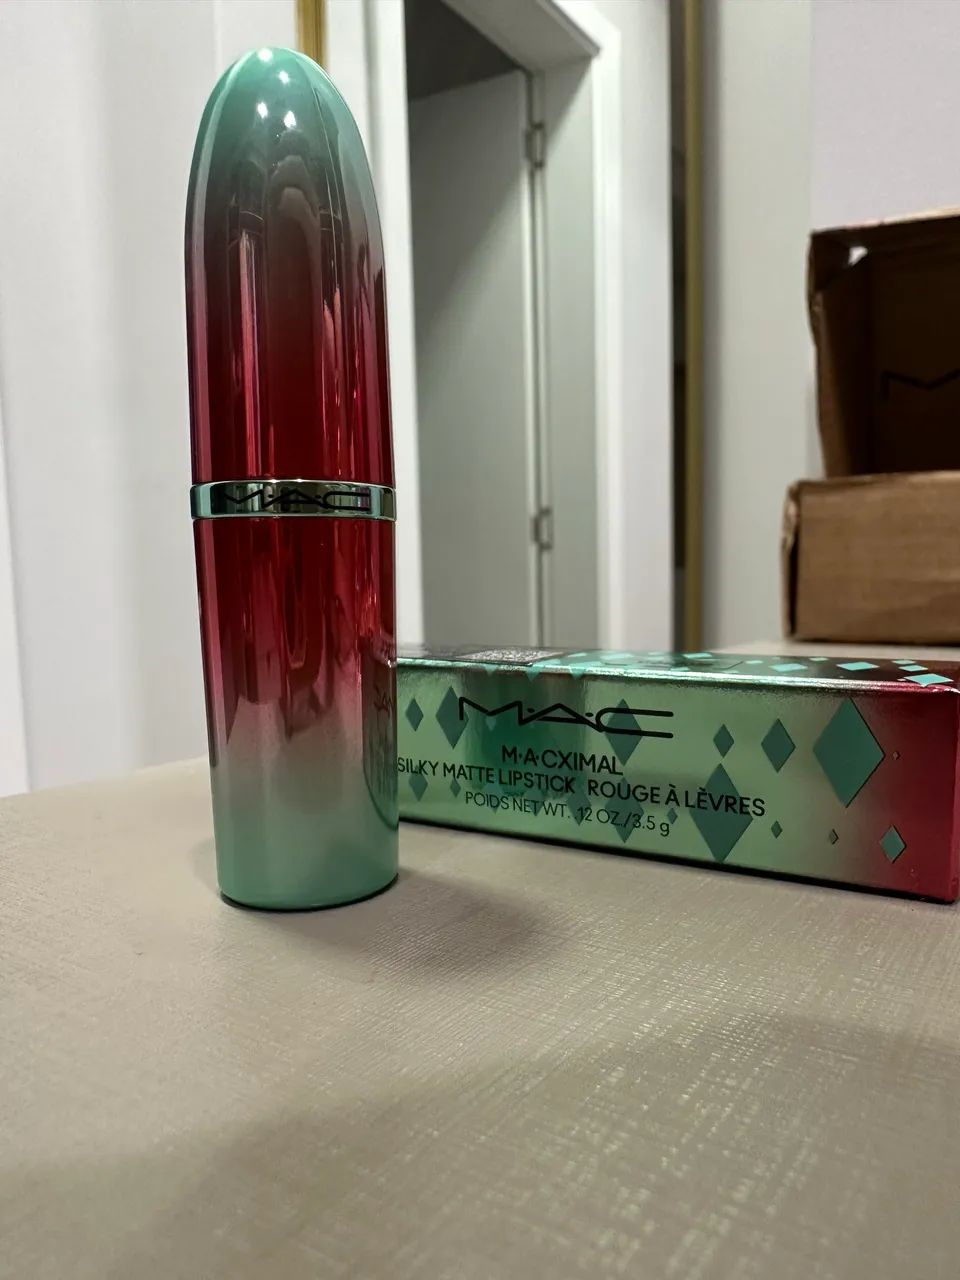 M·A·C
M·A·C
M·A·CXIMAL
SILKY MATTE LIPSTICK ROUGE À LÈVRES
POIDS NET WT. .12 OZ./3.5 g